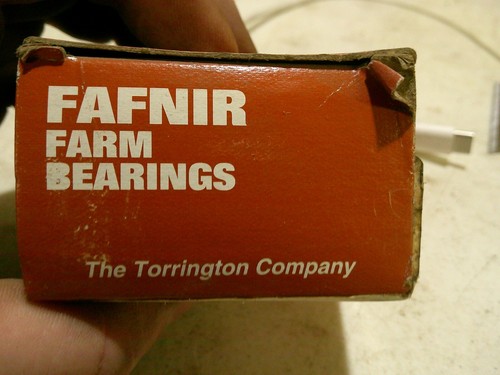 FAFNIR
FARM
BEARINGS
The Torrington Company